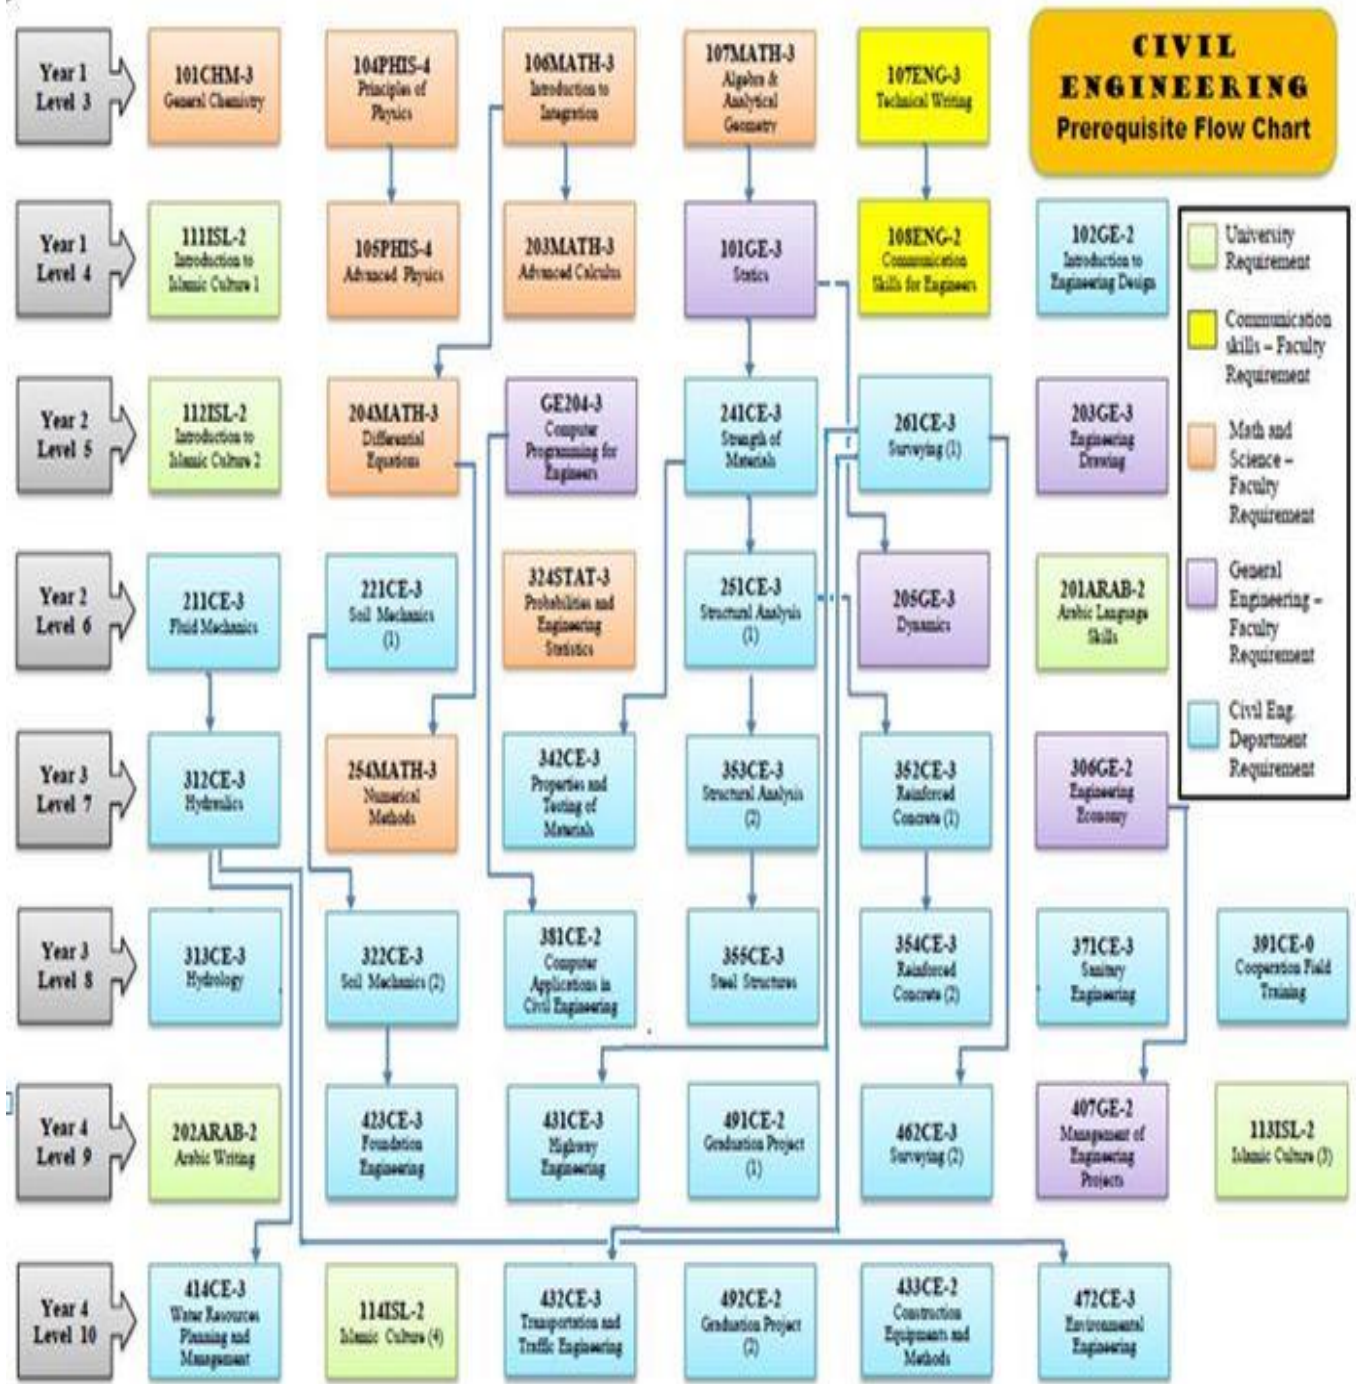 CIVIL
ENGINEERING
Prerequisite Flow Chart
Year 1
Level 3
101CHM-3
General Chemistry
104PHIS-4
Principles of
Physics
106MATH-3
Introduction to
Integration
107MATH-3
Algebra &
Analytical
Geometry
107ENG-3
Technical Writing
Year 1
Level 4
111ISL-2
Introduction to
Islamic Culture 1
105PHIS-4
Advanced Physics
203MATH-3
Advanced Calculus
101GE-3
Statics
108ENG-2
Communication
Skills for Engineers
102GE-2
Introduction to
Engineering Design
University
Requirement
Communication
skills – Faculty
Requirement
Math and
Science –
Faculty
Requirement
General
Engineering –
Faculty
Requirement
Civil Eng.
Department
Requirement
Year 2
Level 5
112ISL-2
Introduction to
Islamic Culture 2
204MATH-3
Differential
Equations
GE204-3
Computer
Programming for
Engineers
241CE-3
Strength of
Materials
261CE-3
Surveying (1)
203GE-3
Engineering
Drawing
Year 2
Level 6
211CE-3
Fluid Mechanics
221CE-3
Soil Mechanics
(1)
324STAT-3
Probabilities and
Engineering
Statistics
251CE-3
Structural Analysis
(1)
205GE-3
Dynamics
201ARAB-2
Arabic Language
Skills
Year 3
Level 7
312CE-3
Hydraulics
254MATH-3
Numerical
Methods
342CE-3
Properties and
Testing of
Materials
353CE-3
Structural Analysis
(2)
352CE-3
Reinforced
Concrete (1)
306GE-2
Engineering
Economy
Year 3
Level 8
313CE-3
Hydrology
322CE-3
Soil Mechanics (2)
381CE-2
Computer
Applications in
Civil Engineering
355CE-3
Steel Structures
354CE-3
Reinforced
Concrete (2)
371CE-3
Sanitary
Engineering
391CE-0
Cooperation Field
Training
Year 4
Level 9
202ARAB-2
Arabic Writing
423CE-3
Foundation
Engineering
431CE-3
Highway
Engineering
491CE-2
Graduation Project
(1)
462CE-3
Surveying (2)
407GE-2
Management of
Engineering
Projects
113ISL-2
Islamic Culture (3)
Year 4
Level 10
414CE-3
Water Resources
Planning and
Management
114ISL-2
Islamic Culture (4)
432CE-3
Transportation and
Traffic Engineering
492CE-2
Graduation Project
(2)
433CE-2
Construction
Equipments and
Methods
472CE-3
Environmental
Engineering